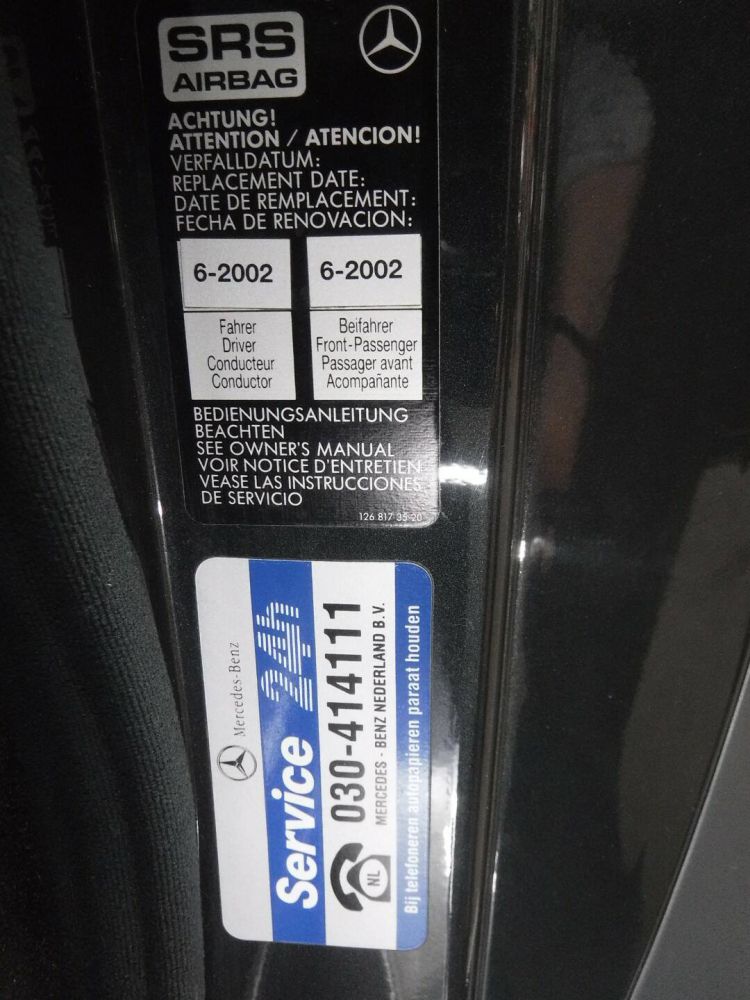 SRS
AIRBAG
ACHTUNG!
ATTENTION / ATENCION!
VERFALLDATUM:
REPLACEMENT DATE:
DATE DE REMPLACEMENT:
FECHA DE RENOVACION:
6-2002
6-2002
Fahrer
Driver
Conducteur
Conductor
Beifahrer
Front-Passenger
Passager avant
Acompañante
BEDIENUNGSANLEITUNG
BEACHTEN
SEE OWNER'S MANUAL
VOIR NOTICE D'ENTRETIEN
VEASE LAS INSTRUCCIONES
DE SERVICIO
126 817 35 20
Mercedes-Benz
Service 24h
030-414111
MERCEDES - BENZ NEDERLAND B.V.
NL
Bij telefoneren autopapieren paraat houden